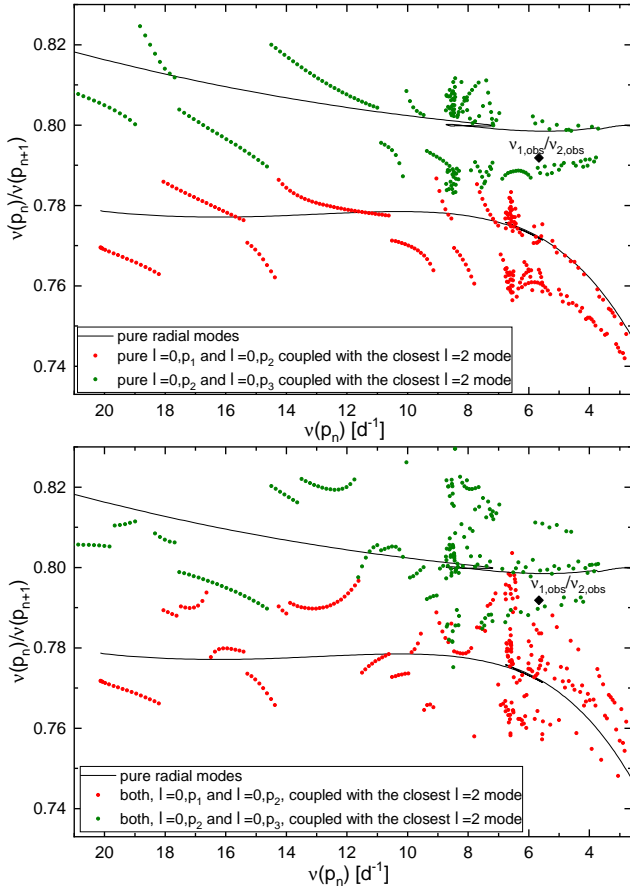 0.82
0.80
0.78
0.76
0.74
ν(pₙ)/ν(pₙ₊₁)
ν₁,obs/ν₂,obs
pure radial modes
pure l =0,p₁ and l =0,p₂ coupled with the closest l =2 mode
pure l =0,p₂ and l =0,p₃ coupled with the closest l =2 mode
20 18 16 14 12 10 8 6 4
ν(pₙ) [d⁻¹]
0.82
0.80
0.78
0.76
0.74
ν(pₙ)/ν(pₙ₊₁)
ν₁,obs/ν₂,obs
pure radial modes
both, l =0,p₁ and l =0,p₂, coupled with the closest l =2 mode
both, l =0,p₂ and l =0,p₃, coupled with the closest l =2 mode
20 18 16 14 12 10 8 6 4
ν(pₙ) [d⁻¹]